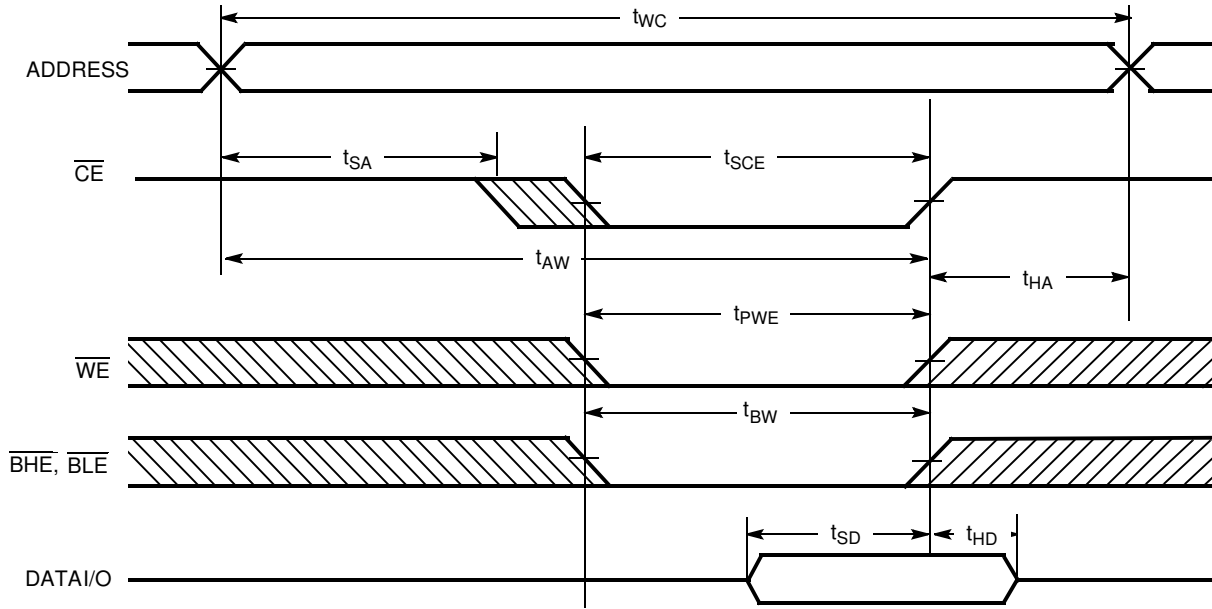 tWC
ADDRESS
tSA
tSCE
CE
tAW
tHA
tPWE
WE
tBW
BHE, BLE
tSD
tHD
DATAI/O